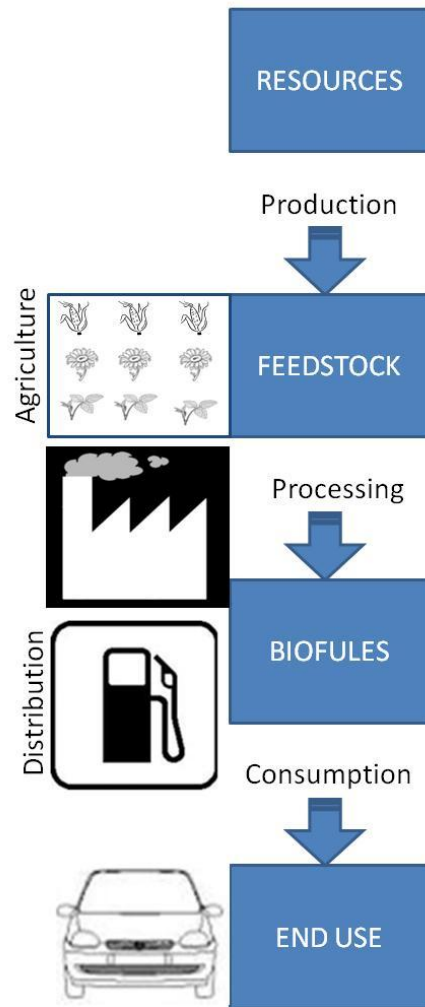 RESOURCES
Production
Agriculture
FEEDSTOCK
Processing
BIOFULES
Distribution
Consumption
END USE